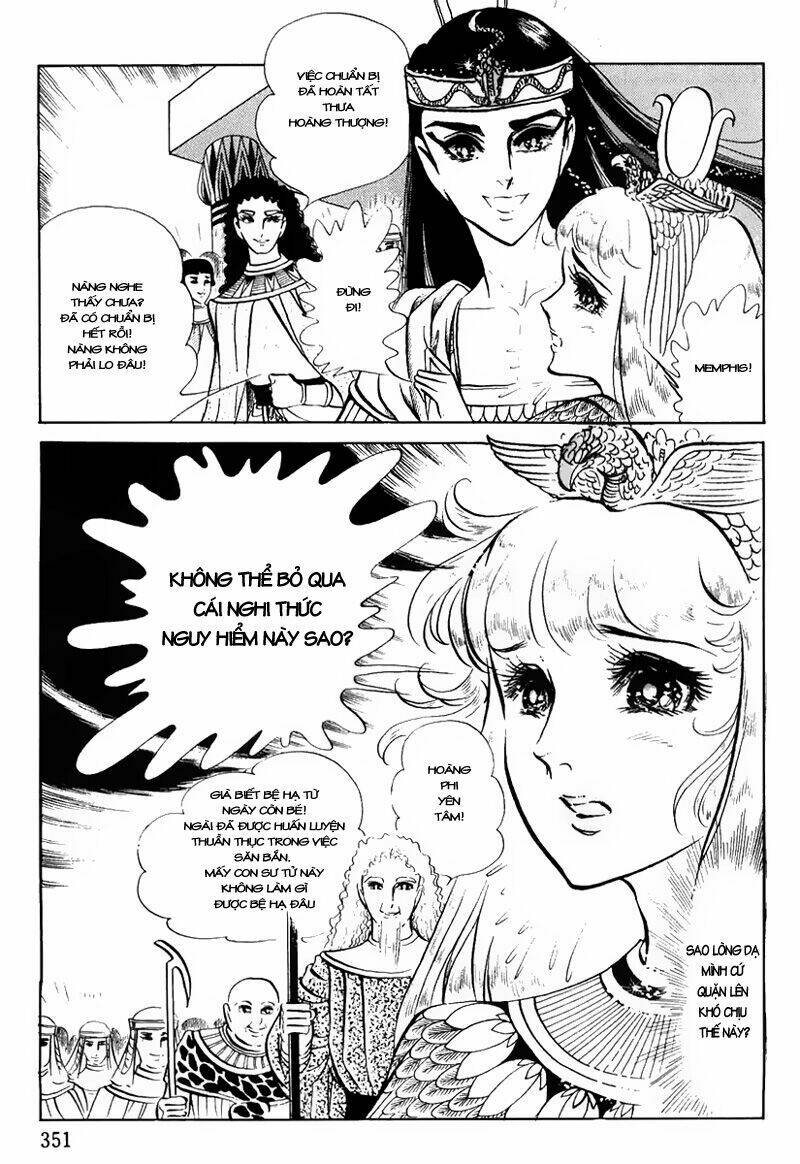 VIỆC CHUẨN BỊ
ĐÃ HOÀN TẤT
THƯA
HOÀNG THƯỢNG!
NÀNG NGHE
THẤY CHƯA?
ĐÃ CÓ CHUẨN BỊ
HẾT RỒI!
NÀNG KHÔNG
PHẢI LO ĐÂU!
ĐỪNG
ĐI!
MEMPHIS!
KHÔNG THỂ BỎ QUA
CÁI NGHI THỨC
NGUY HIỂM NÀY SAO?
HOÀNG
PHI
YÊN
TÂM!
GIÀ BIẾT BỆ HẠ TỪ
NGÀY CÒN BÉ!
NGÀI ĐÃ ĐƯỢC HUẤN LUYỆN
THUẦN THỤC TRONG VIỆC
SĂN BẮN.
MẤY CON SƯ TỬ NÀY
KHÔNG LÀM GÌ
ĐƯỢC BỆ HẠ ĐÂU
SAO LÒNG DẠ
MÌNH CỨ
QUẶN LÊN
KHÓ CHỊU
THẾ NÀY?
351